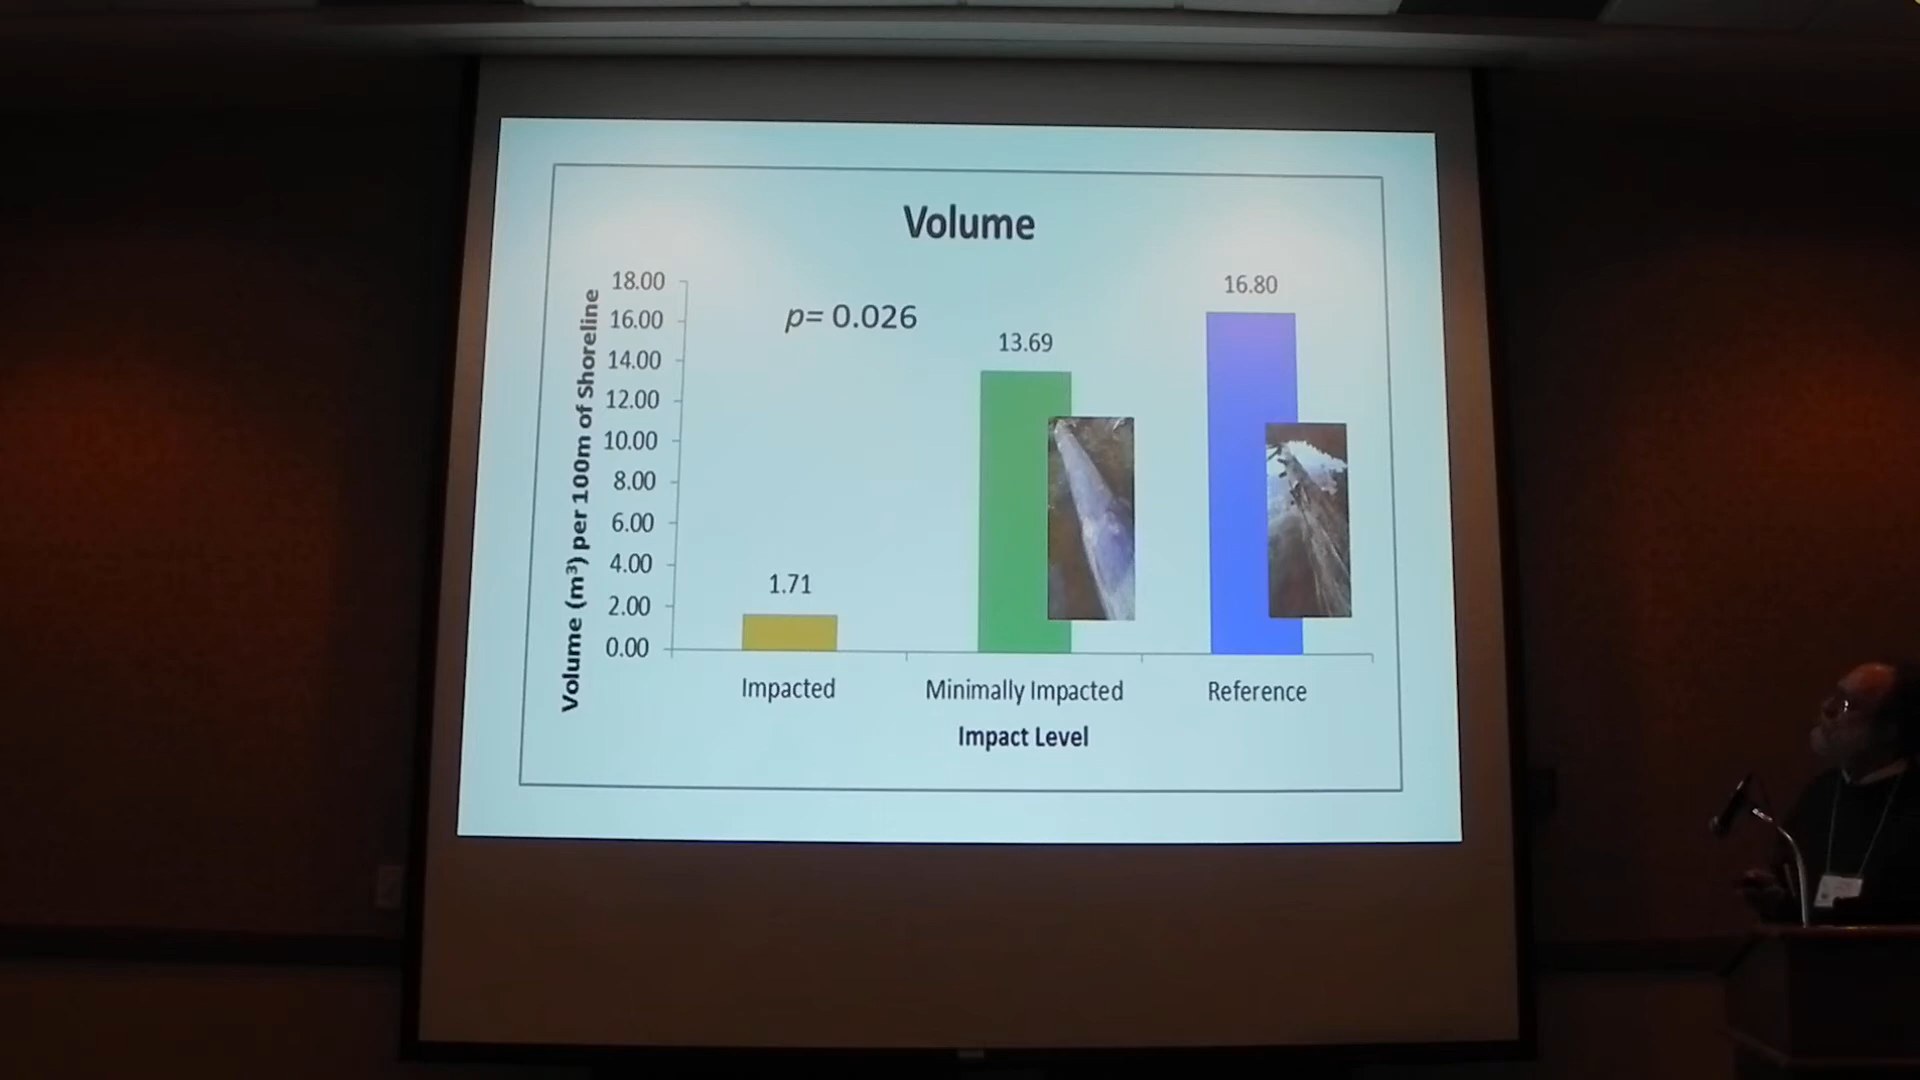 Volume
18.00
16.00
14.00
12.00
10.00
8.00
6.00
4.00
2.00
0.00
Volume (m³) per 100m of Shoreline
p= 0.026
1.71
13.69
16.80
Impacted
Minimally Impacted
Reference
Impact Level